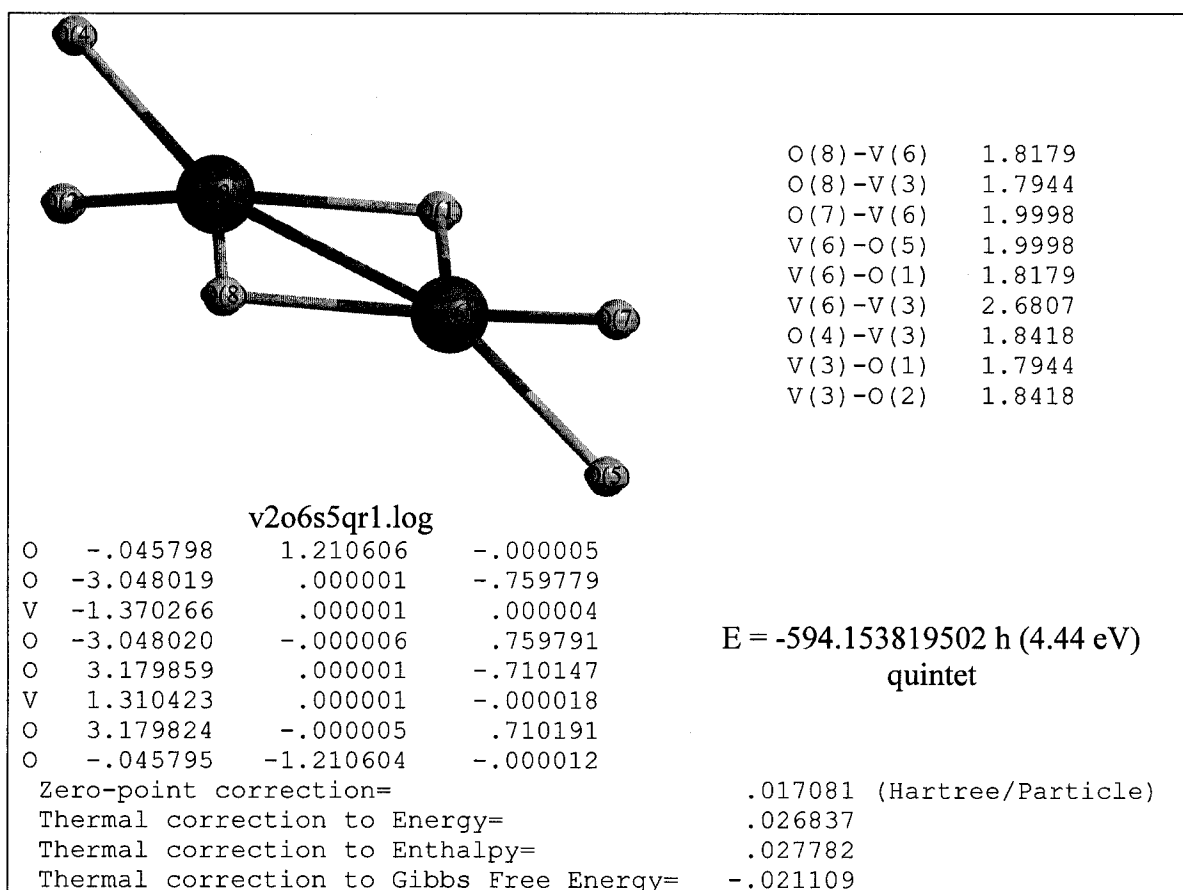 O(4
O(8)-V(6) 1.8179
O(8)-V(3) 1.7944
O(7)-V(6) 1.9998
V(6)-O(5) 1.9998
V(6)-O(1) 1.8179
V(6)-V(3) 2.6807
O(4)-V(3) 1.8418
V(3)-O(1) 1.7944
V(3)-O(2) 1.8418
v2o6s5qr1.log
O -.045798 1.210606 -.000005
O -3.048019 .000001 -.759779
V -1.370266 .000001 .000004
O -3.048020 -.000006 .759791
O 3.179859 .000001 -.710147
V 1.310423 .000001 -.000018
O 3.179824 -.000005 .710191
O -.045795 -1.210604 -.000012
E = -594.153819502 h (4.44 eV)
quintet
Zero-point correction= .017081 (Hartree/Particle)
Thermal correction to Energy= .026837
Thermal correction to Enthalpy= .027782
Thermal correction to Gibbs Free Energy= -.021109